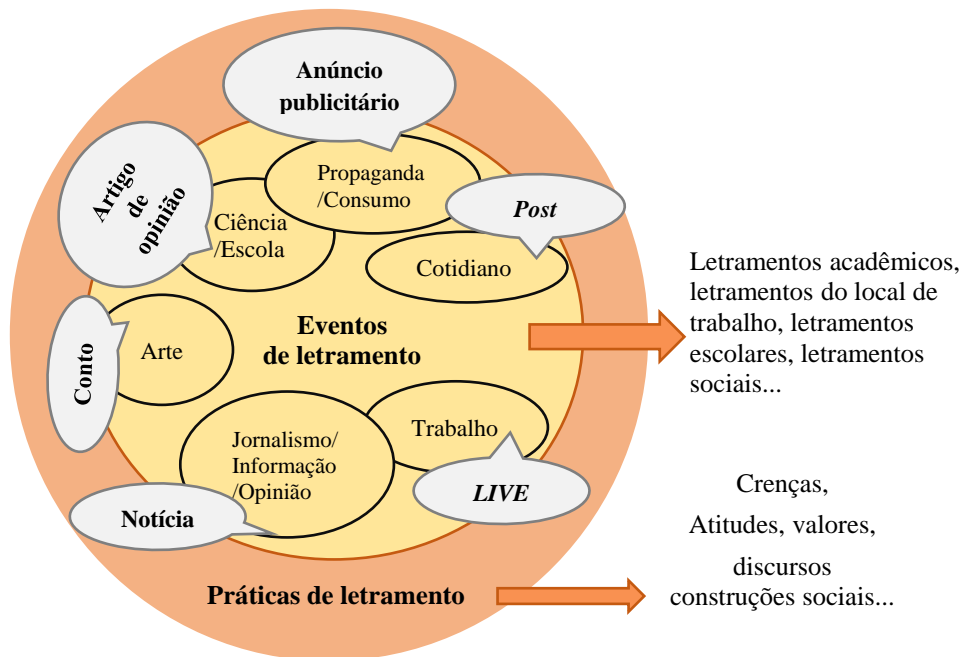 Anúncio
publicitário
Artigo
de
opinião
Propaganda
/Consumo
Post
Ciência
/Escola
Cotidiano
Letramentos acadêmicos,
letramentos do local de
trabalho, letramentos
escolares, letramentos
sociais...
Eventos
de letramento
Conto
Arte
Trabalho
Jornalismo/
Informação
/Opinião
LIVE
Notícia
Crenças,
Atitudes, valores,
discursos
construções sociais...
Práticas de letramento